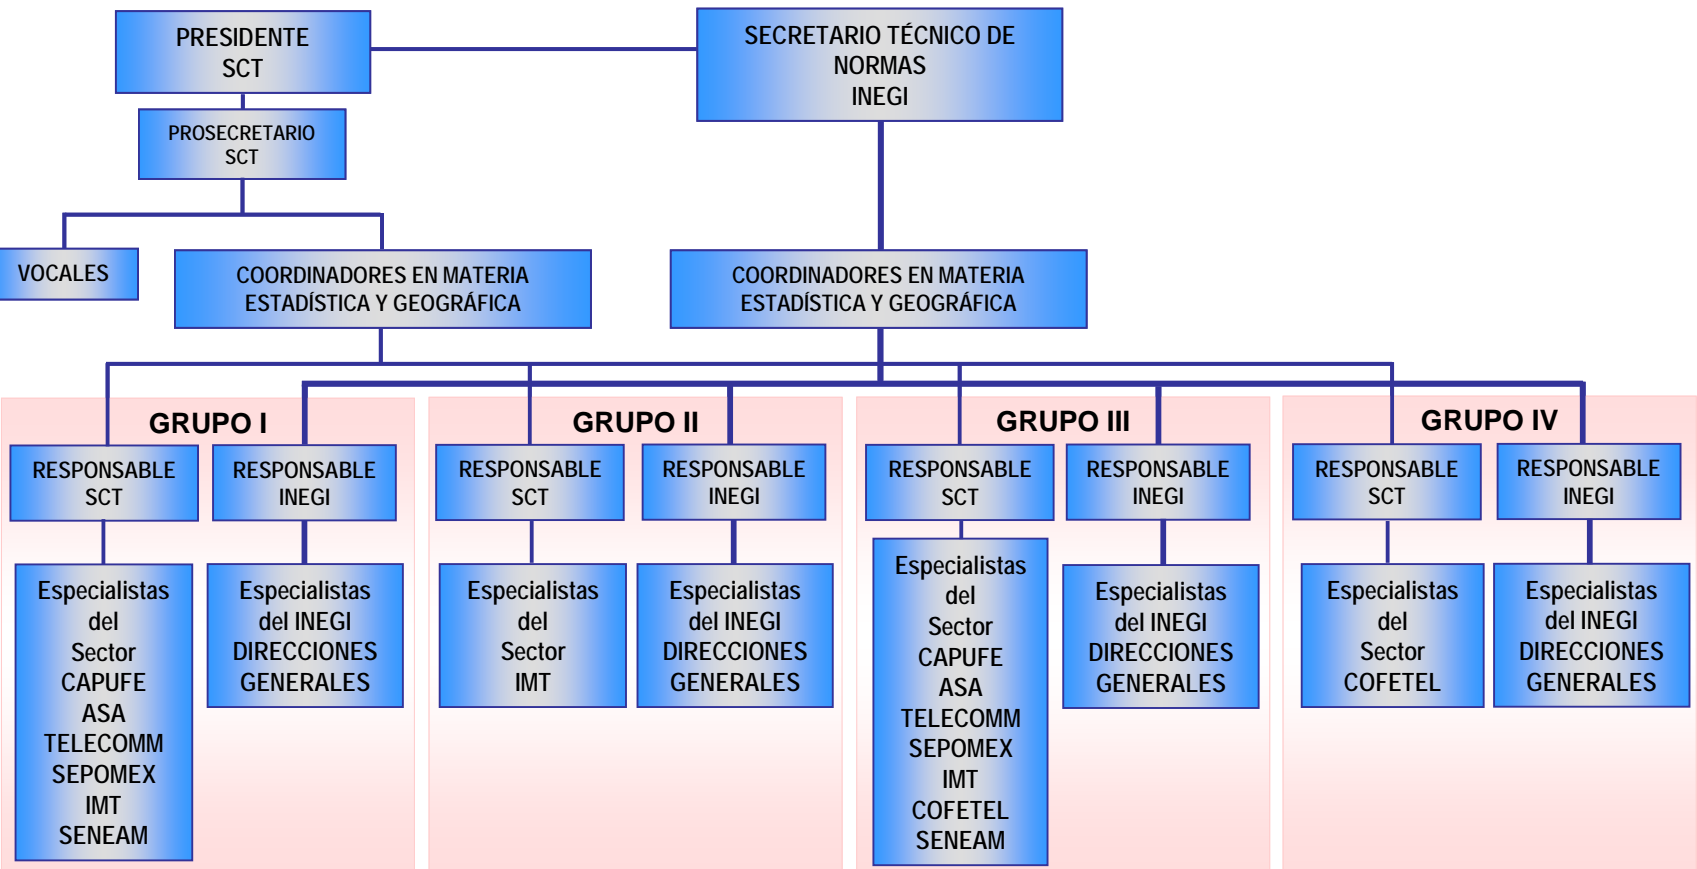 PRESIDENTE
SCT
SECRETARIO TÉCNICO DE
NORMAS
INEGI
PROSECRETARIO
SCT
VOCALES
COORDINADORES EN MATERIA
ESTADÍSTICA Y GEOGRÁFICA
COORDINADORES EN MATERIA
ESTADÍSTICA Y GEOGRÁFICA
GRUPO I
RESPONSABLE
SCT
RESPONSABLE
INEGI
Especialistas
del
Sector
CAPUFE
ASA
TELECOMM
SEPOMEX
IMT
SENEAM
Especialistas
del INEGI
DIRECCIONES
GENERALES
GRUPO II
RESPONSABLE
SCT
RESPONSABLE
INEGI
Especialistas
del
Sector
IMT
Especialistas
del INEGI
DIRECCIONES
GENERALES
GRUPO III
RESPONSABLE
SCT
RESPONSABLE
INEGI
Especialistas
del
Sector
CAPUFE
ASA
TELECOMM
SEPOMEX
IMT
COFETEL
SENEAM
Especialistas
del INEGI
DIRECCIONES
GENERALES
GRUPO IV
RESPONSABLE
SCT
RESPONSABLE
INEGI
Especialistas
del
Sector
COFETEL
Especialistas
del INEGI
DIRECCIONES
GENERALES